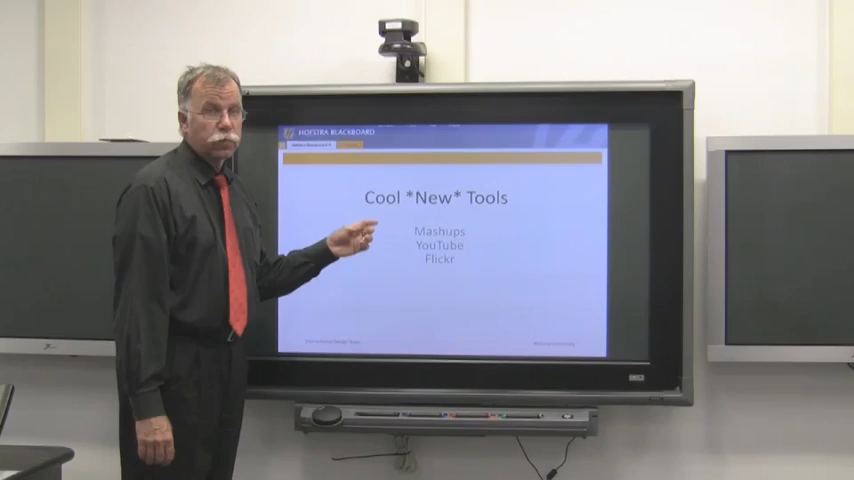 HOFSTRA BLACKBOARD
Cool *New* Tools
Mashups
YouTube
Flickr